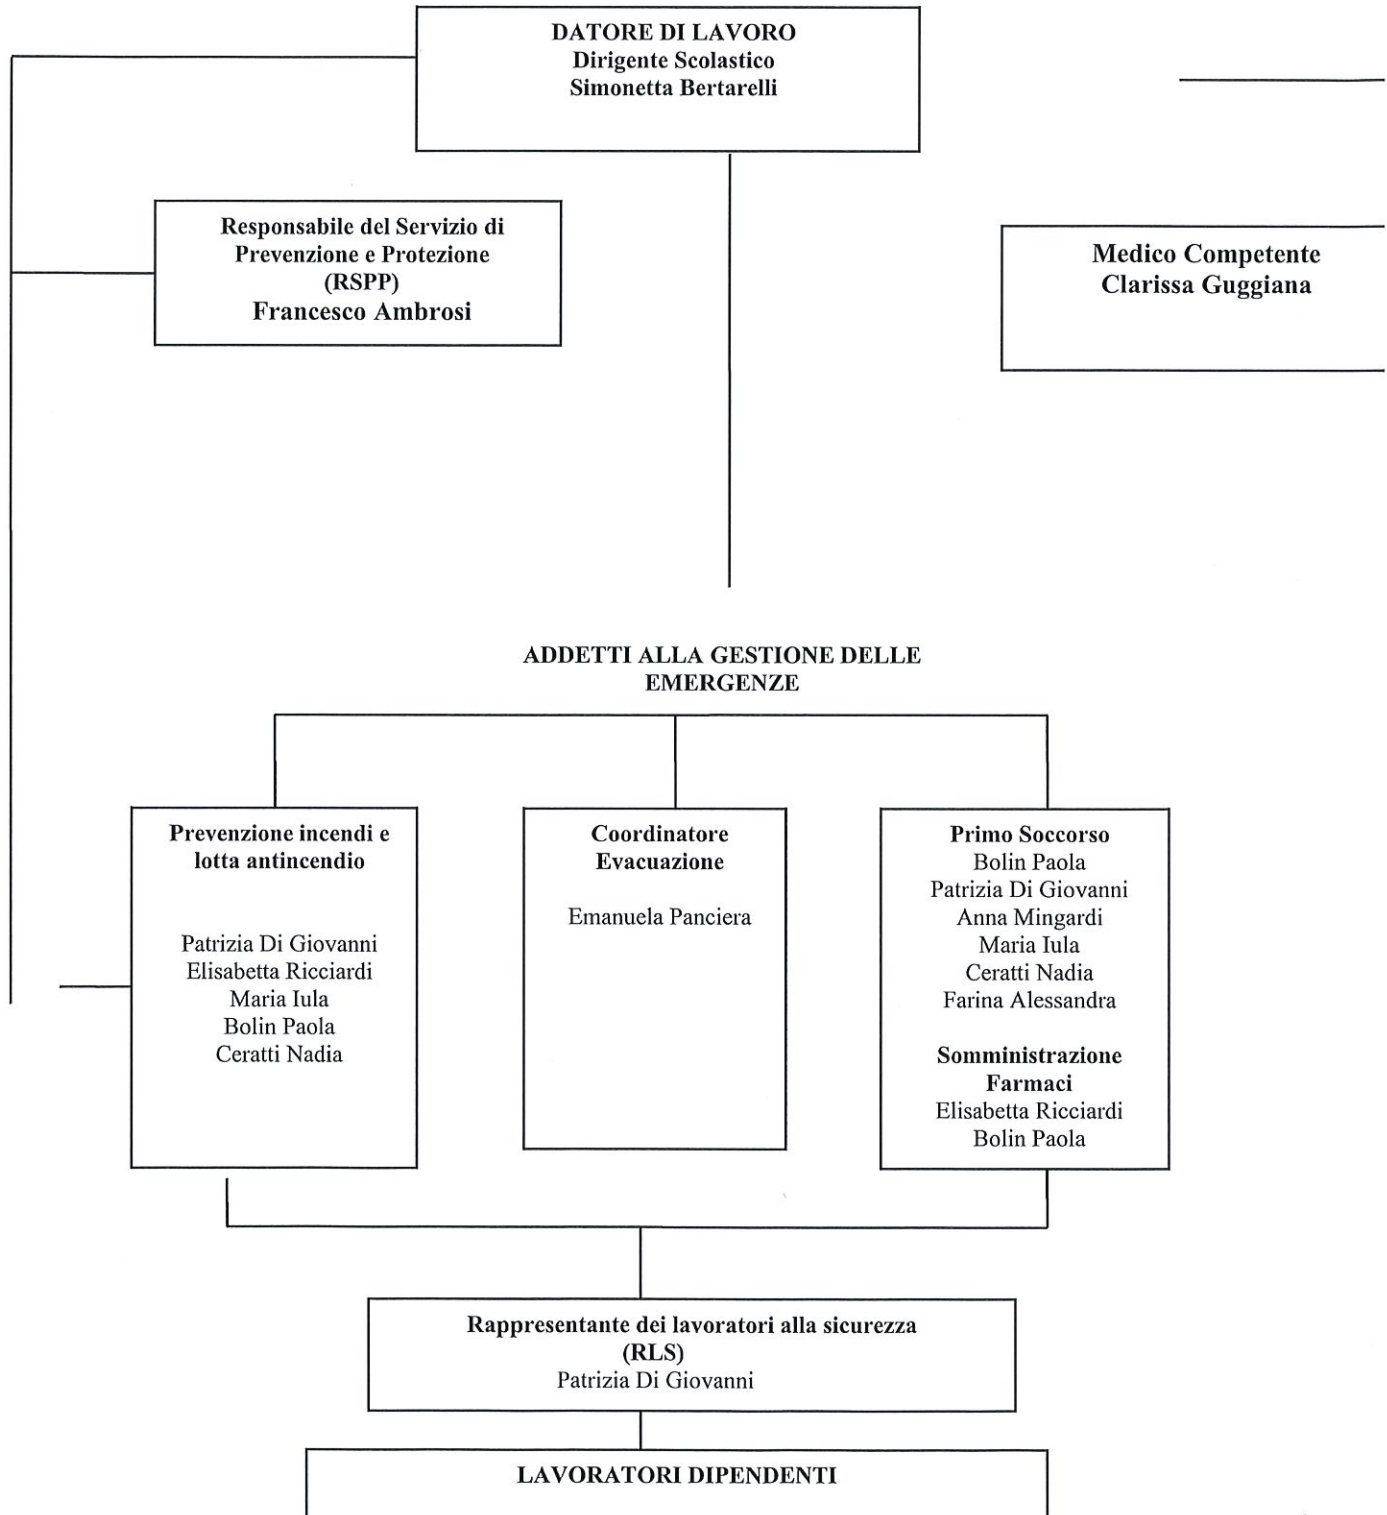 DATORE DI LAVORO
Dirigente Scolastico
Simonetta Bertarelli
Responsabile del Servizio di
Prevenzione e Protezione
(RSPP)
Francesco Ambrosi
Medico Competente
Clarissa Guggiana
ADDETTI ALLA GESTIONE DELLE
EMERGENZE
Prevenzione incendi e
lotta antincendio
Patrizia Di Giovanni
Elisabetta Ricciardi
Maria Iula
Bolin Paola
Ceratti Nadia
Coordinatore
Evacuazione
Emanuela Panciera
Primo Soccorso
Bolin Paola
Patrizia Di Giovanni
Anna Mingardi
Maria Iula
Ceratti Nadia
Farina Alessandra
Somministrazione
Farmaci
Elisabetta Ricciardi
Bolin Paola
Rappresentante dei lavoratori alla sicurezza
(RLS)
Patrizia Di Giovanni
LAVORATORI DIPENDENTI